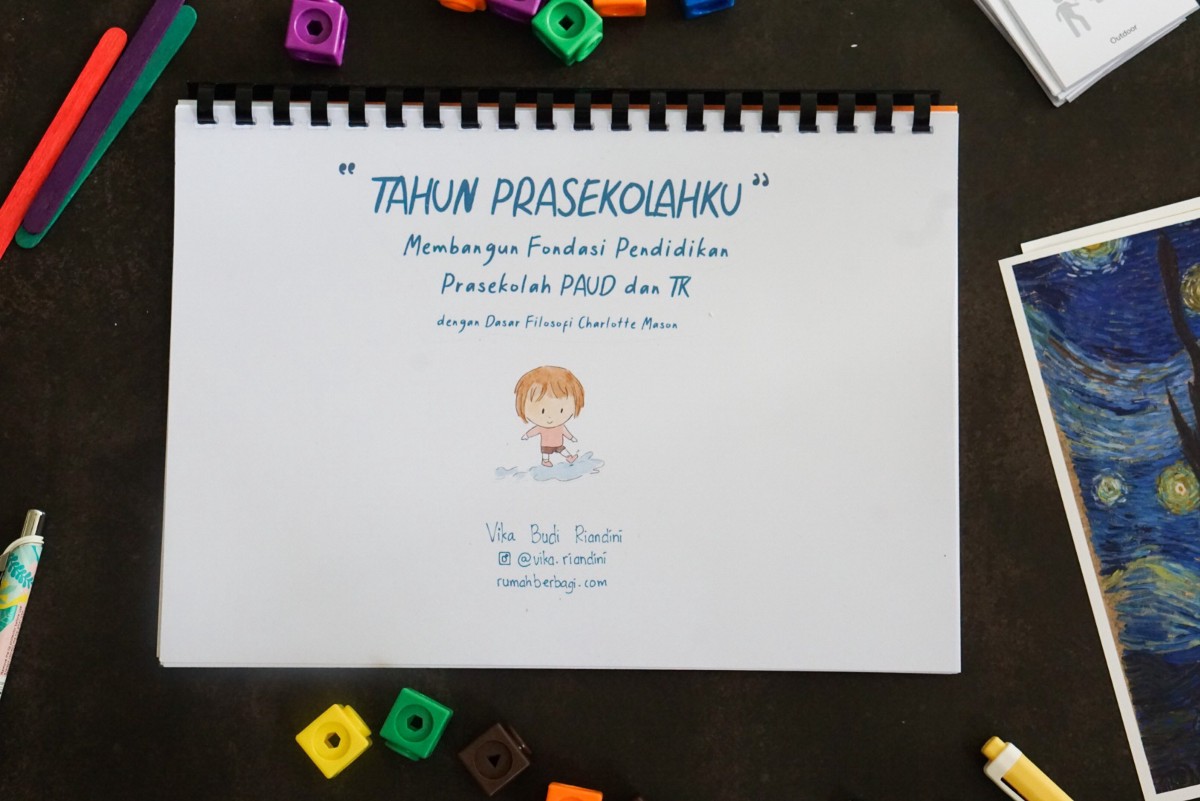 Outdoor
“ TAHUN PRASEKOLAHKU ”
Membangun Fondasi Pendidikan
Prasekolah PAUD dan TK
dengan Dasar Filosofi Charlotte Mason
Vika Budi Riandini
@vika.riandini
rumahberbagi.com